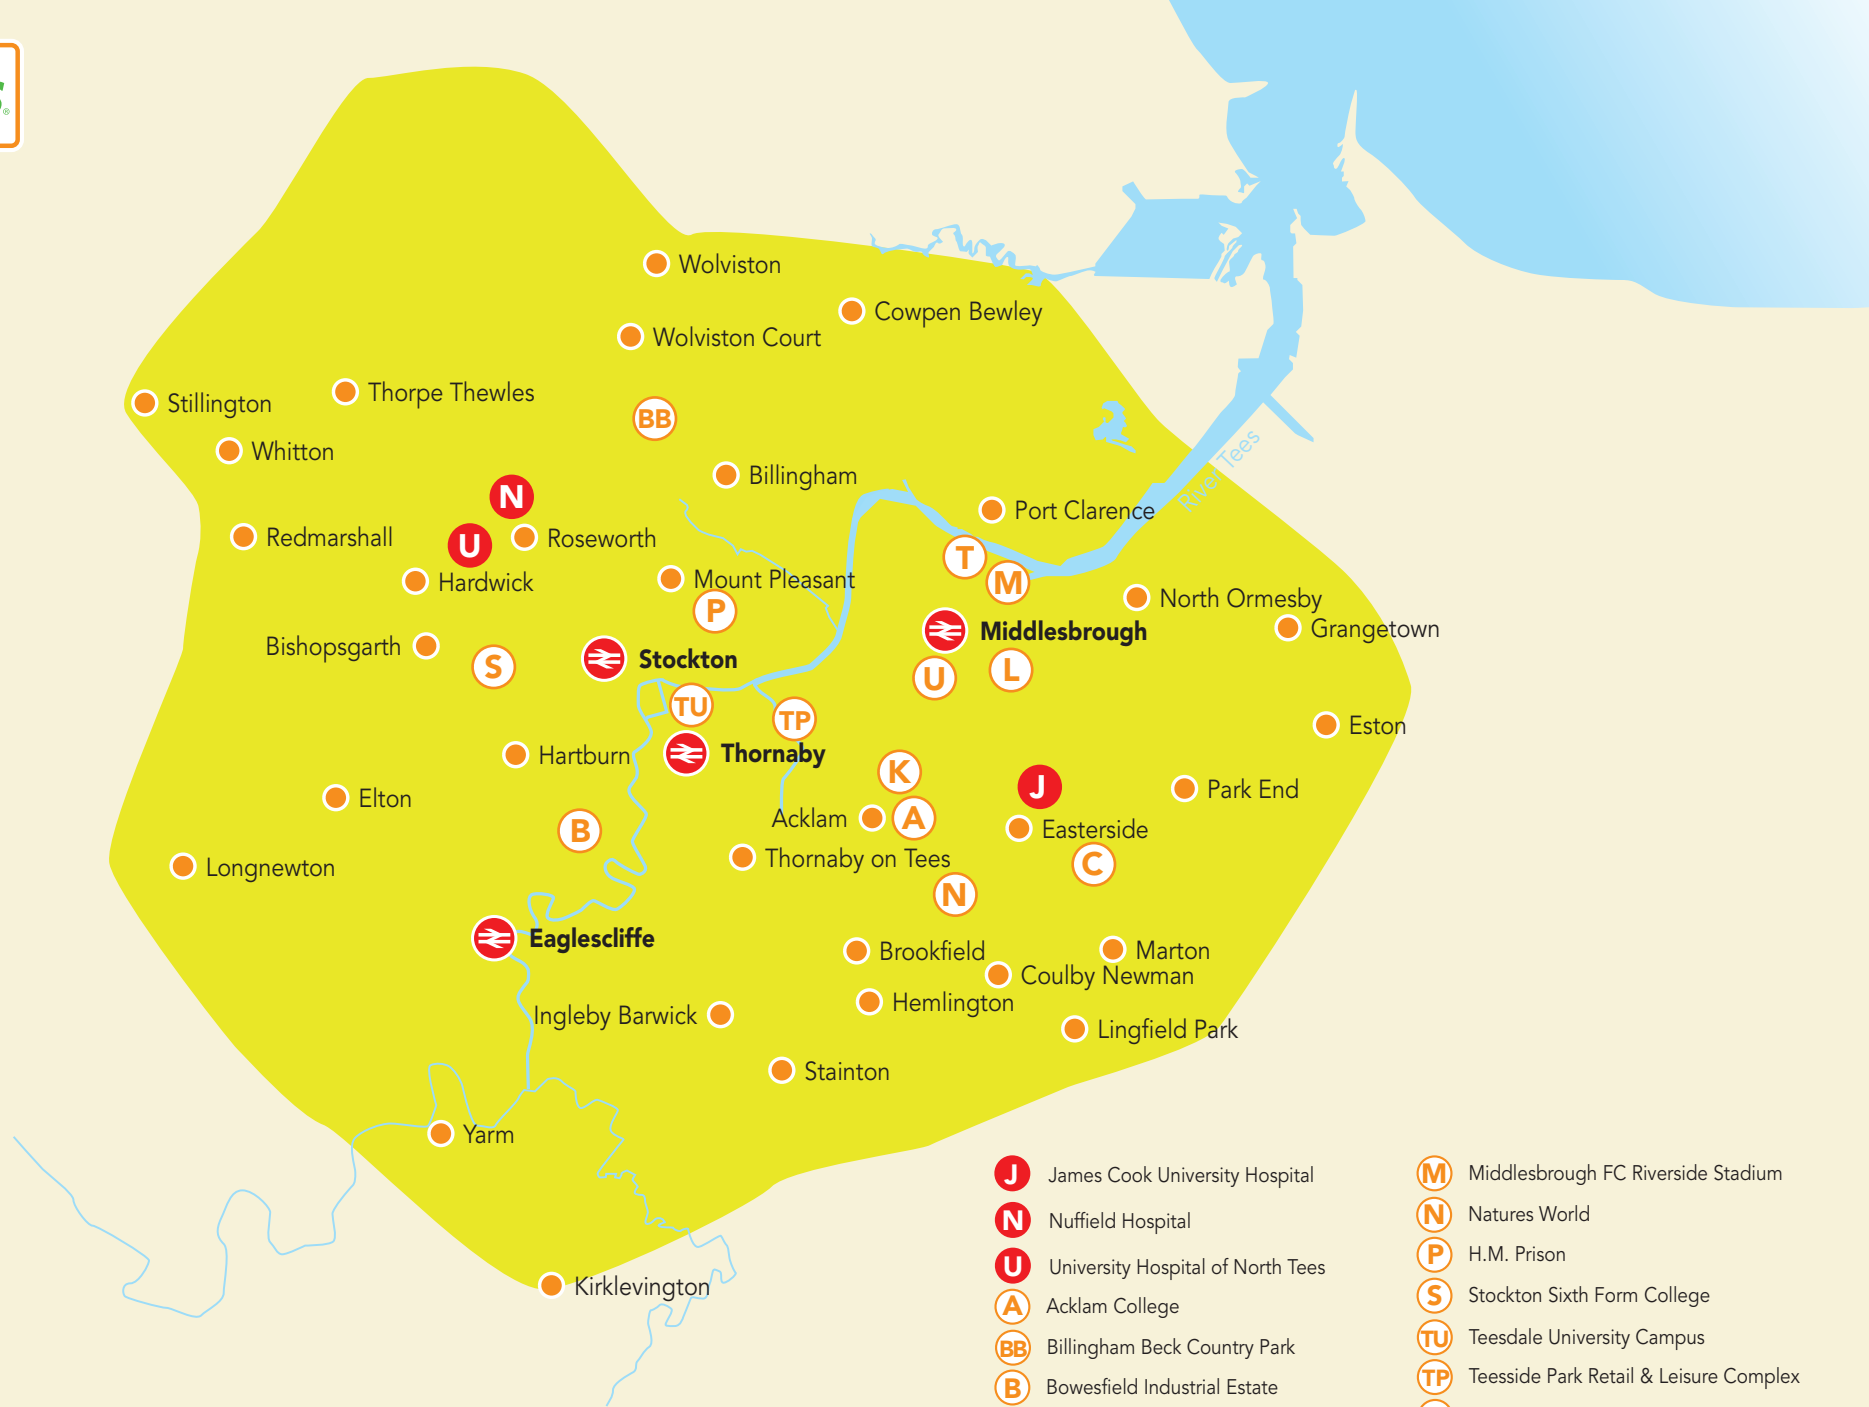 ®
Wolviston
Cowpen Bewley
Wolviston Court
Thorpe Thewles
Stillington
BB
Whitton
River Tees
Billingham
N
Port Clarence
Redmarshall
U
Roseworth
T
Hardwick
Mount Pleasant
M
P
North Ormesby
Grangetown
Middlesbrough
Bishopsgarth
S
Stockton
U
L
TU
TP
Eston
Hartburn
Thornaby
K
J
Park End
Elton
Acklam
A
B
Easterside
Thornaby on Tees
C
Longnewton
N
Eaglescliffe
Brookfield
Marton
Coulby Newman
Hemlington
Ingleby Barwick
Lingfield Park
Stainton
Yarm
Kirklevington
J James Cook University Hospital
N Nuffield Hospital
U University Hospital of North Tees
A Acklam College
BB Billingham Beck Country Park
B Bowesfield Industrial Estate
M Middlesbrough FC Riverside Stadium
N Natures World
P H.M. Prison
S Stockton Sixth Form College
TU Teesdale University Campus
TP Teesside Park Retail & Leisure Complex